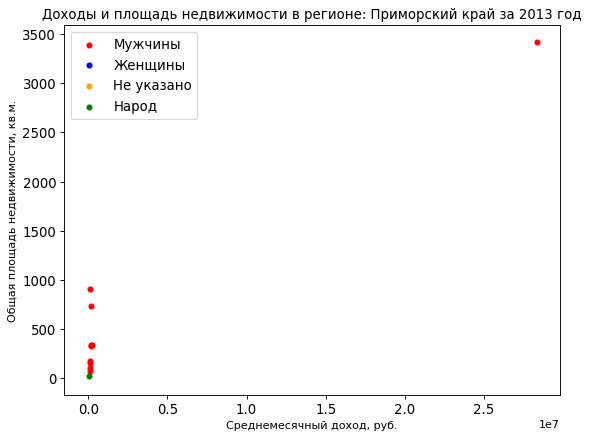 Доходы и площадь недвижимости в регионе: Приморский край за 2013 год
Мужчины
Женщины
Не указано
Народ
Общая площадь недвижимости, кв.м.
3500
3000
2500
2000
1500
1000
500
0
0.0
0.5
1.0
1.5
2.0
2.5
1e7
Среднемесячный доход, руб.